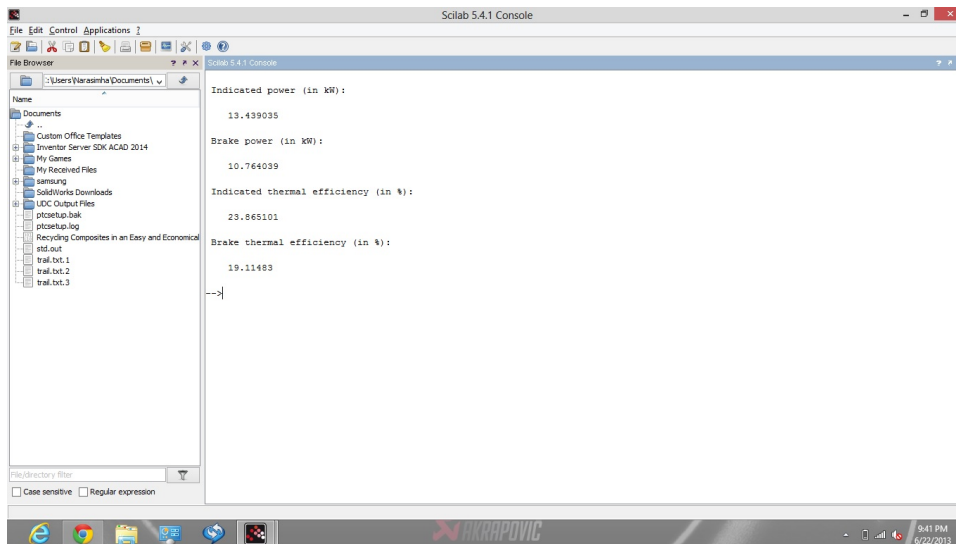 Scilab 5.4.1 Console
File Edit Control Applications ?
File Browser
Scilab 5.4.1 Console
:\Users\Narasimha\Documents\
Name
Documents
..
Custom Office Templates
Inventor Server SDK ACAD 2014
My Games
My Received Files
samsung
SolidWorks Downloads
UDC Output Files
ptcsetup.bak
ptcsetup.log
Recycling Composites in an Easy and Economical
std.out
trail.txt.1
trail.txt.2
trail.txt.3
Indicated power (in kW):
13.439035
Brake power (in kW):
10.764039
Indicated thermal efficiency (in %):
23.865101
Brake thermal efficiency (in %):
19.11483
-->
File/directory filter
Case sensitive
Regular expression
AKRAPOVIC
9:41 PM
6/22/2013